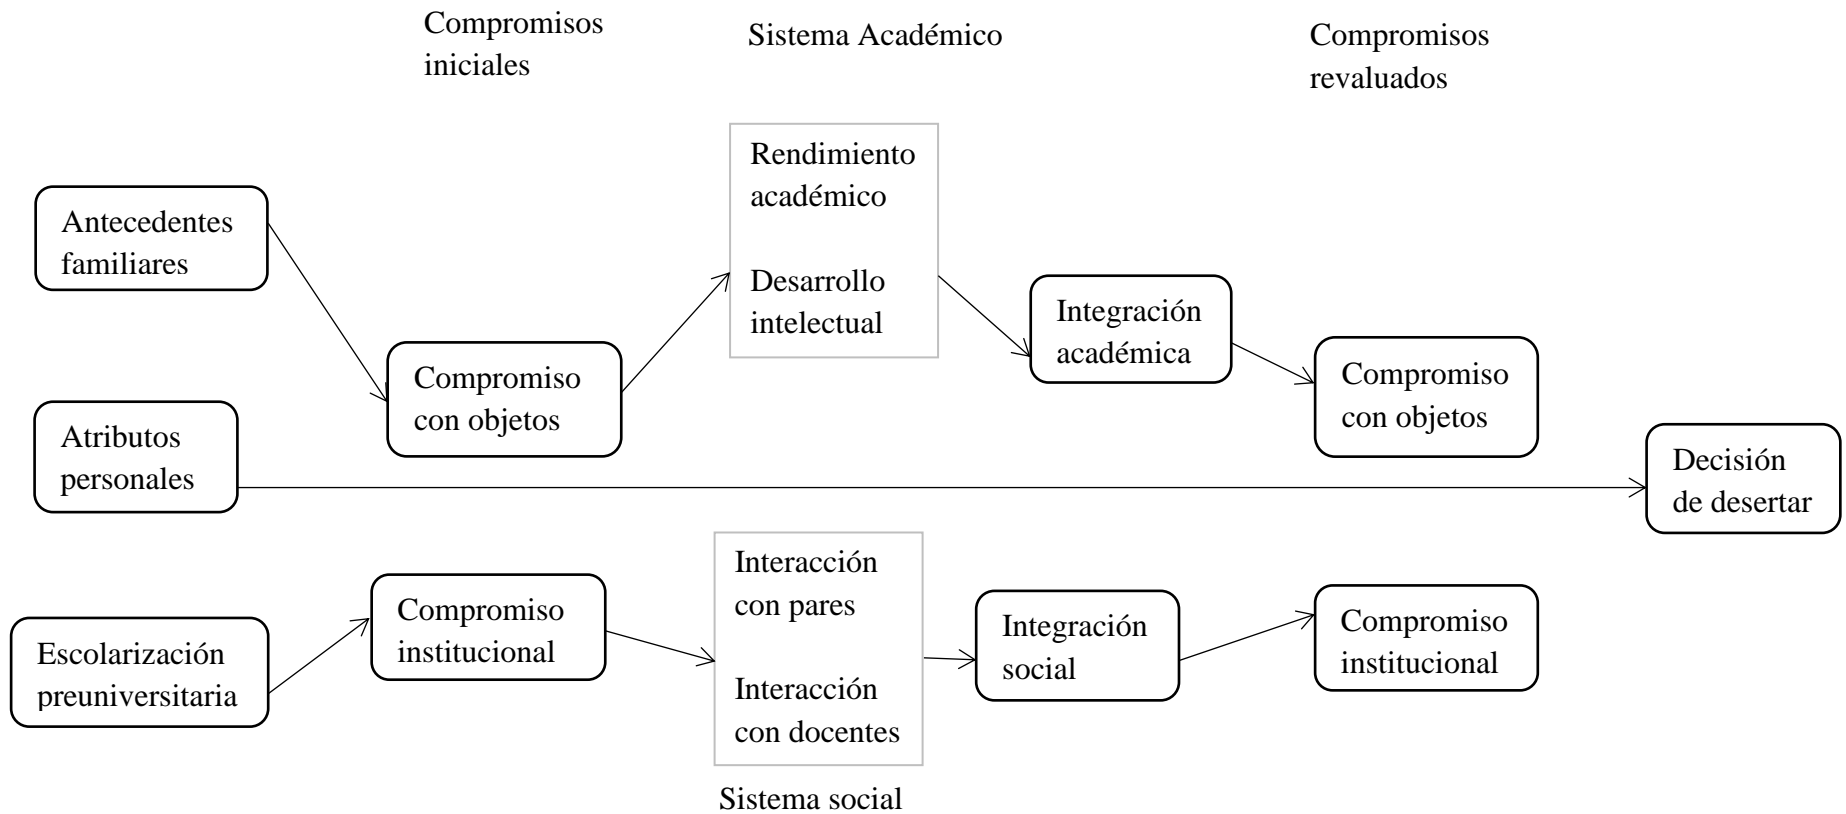 Compromisos
iniciales
Sistema Académico
Compromisos
revaluados
Rendimiento
académico
Desarrollo
intelectual
Antecedentes
familiares
Integración
académica
Compromiso
con objetos
Compromiso
con objetos
Atributos
personales
Decisión
de desertar
Interacción
con pares
Interacción
con docentes
Compromiso
institucional
Integración
social
Compromiso
institucional
Escolarización
preuniversitaria
Sistema social